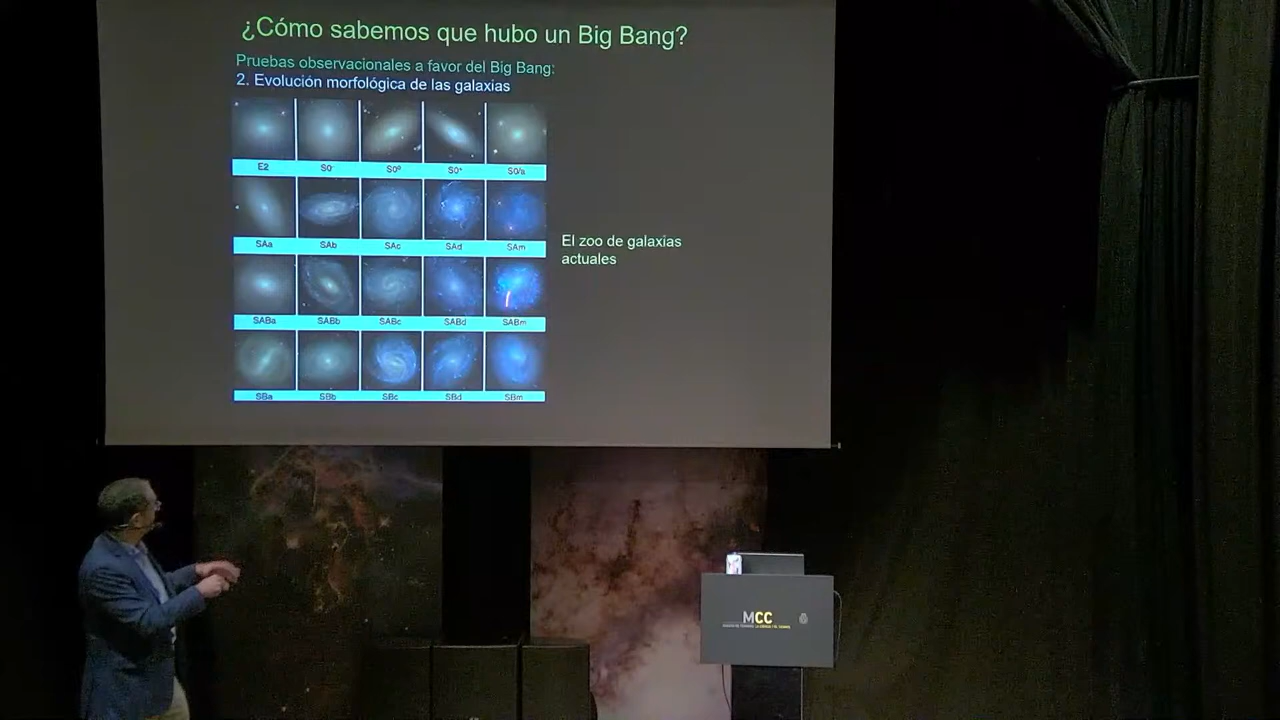 ¿Cómo sabemos que hubo un Big Bang?
Pruebas observacionales a favor del Big Bang:
2. Evolución morfológica de las galaxias
E2 S0⁻ S0⁰ S0⁺ S0/a
SAa SAb SAc SAd SAm
El zoo de galaxias
actuales
SABa SABb SABc SABd SABm
SBa SBb SBc SBd SBm
MCC